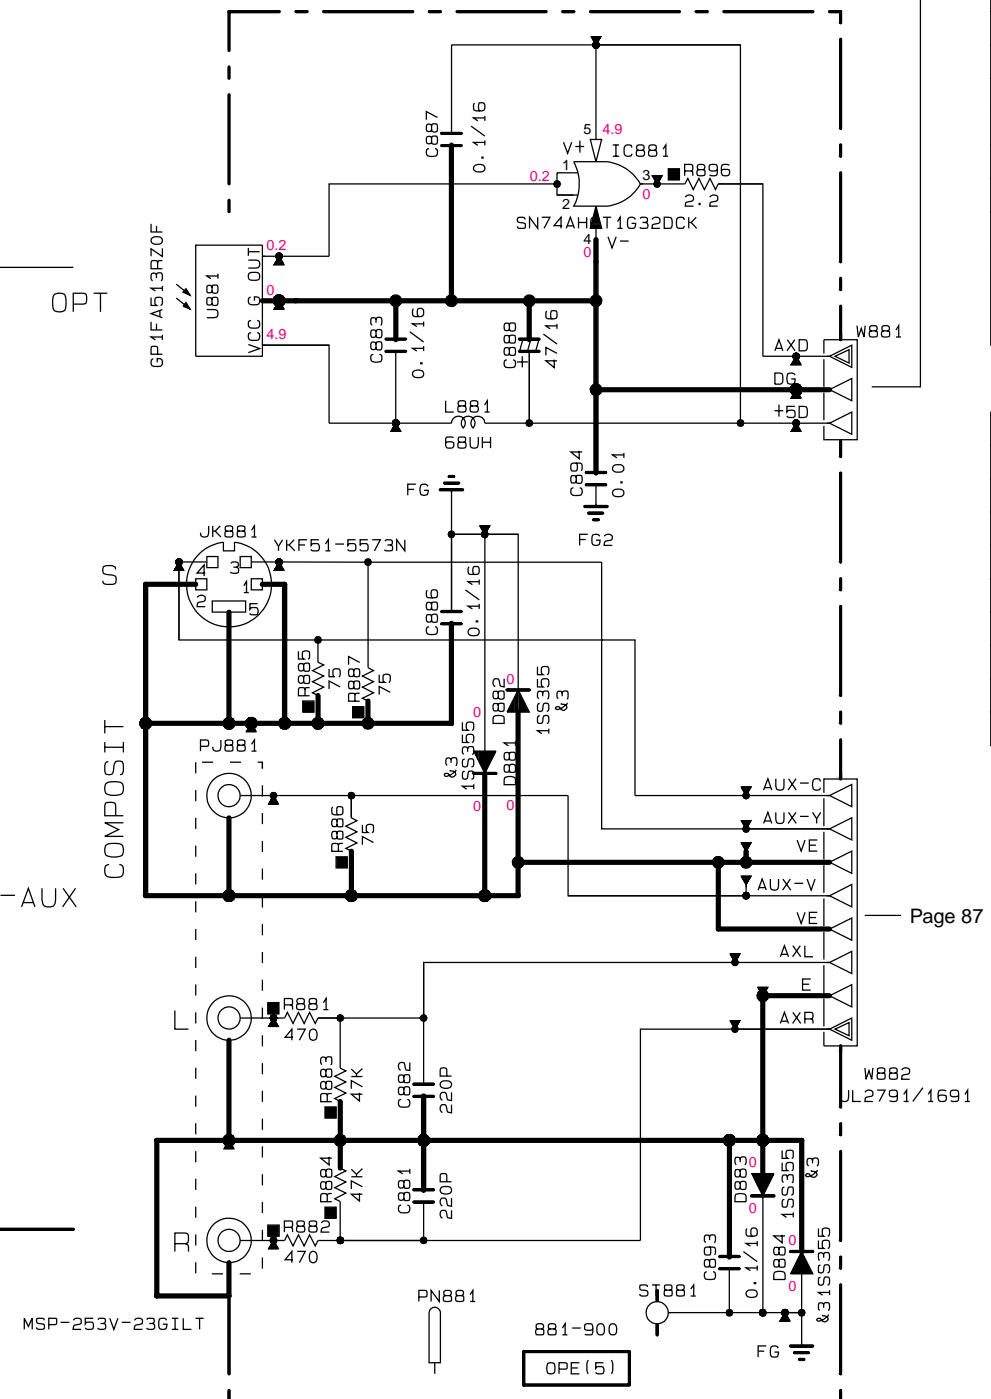 C887
0.1/16
5
4.9
V+
IC881
0.2
1
2
3
0
R896
2.2
4
0
V-
OPT
GP1FA513RZ0F
U881
OUT
G
VCC
0.2
0
4.9
C883
0.1/16
C888
+
47/16
W881
AXD
DG
+5D
L881
68UH
C894
0.01
FG
FG2
JK881
YKF51-5573N
S
4
3
2
1
5
C886
0.1/16
R885
75
R887
75
D882
0
1SS355
&3
0
&3
1SS355
D881
0
0
COMPOSIT
PJ881
R886
75
AUX-C
AUX-Y
VE
AUX-V
VE
AXL
E
AXR
-AUX
Page 87
L
R881
470
R883
47K
C882
220P
W882
UL2791/1691
R884
47K
C881
220P
R
R882
470
D883
0
0
1SS355
&3
C893
0.1/16
D884
0
0
&31SS355
ST881
FG
MSP-253V-23GILT
PN881
881-900
OPE(5)